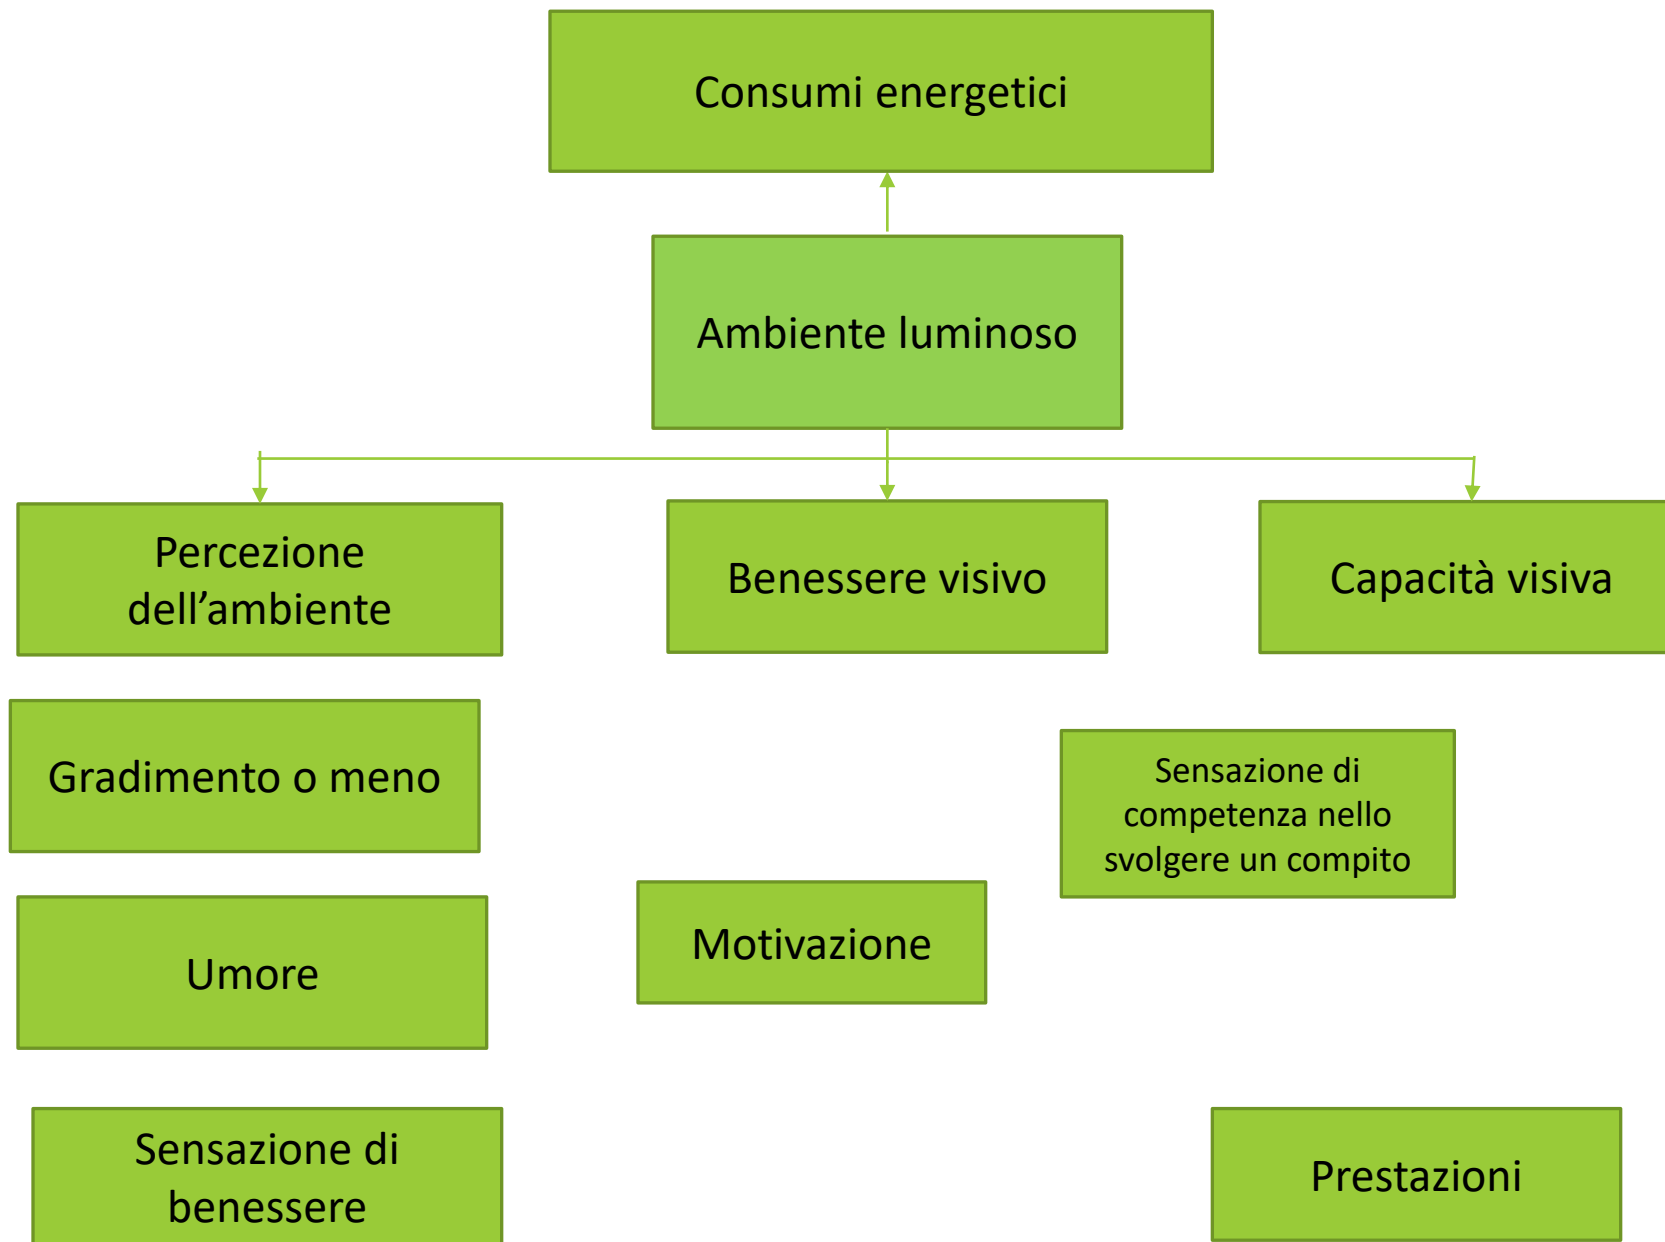 Consumi energetici
Ambiente luminoso
Percezione
dell’ambiente
Benessere visivo
Capacità visiva
Gradimento o meno
Sensazione di
competenza nello
svolgere un compito
Motivazione
Umore
Sensazione di
benessere
Prestazioni